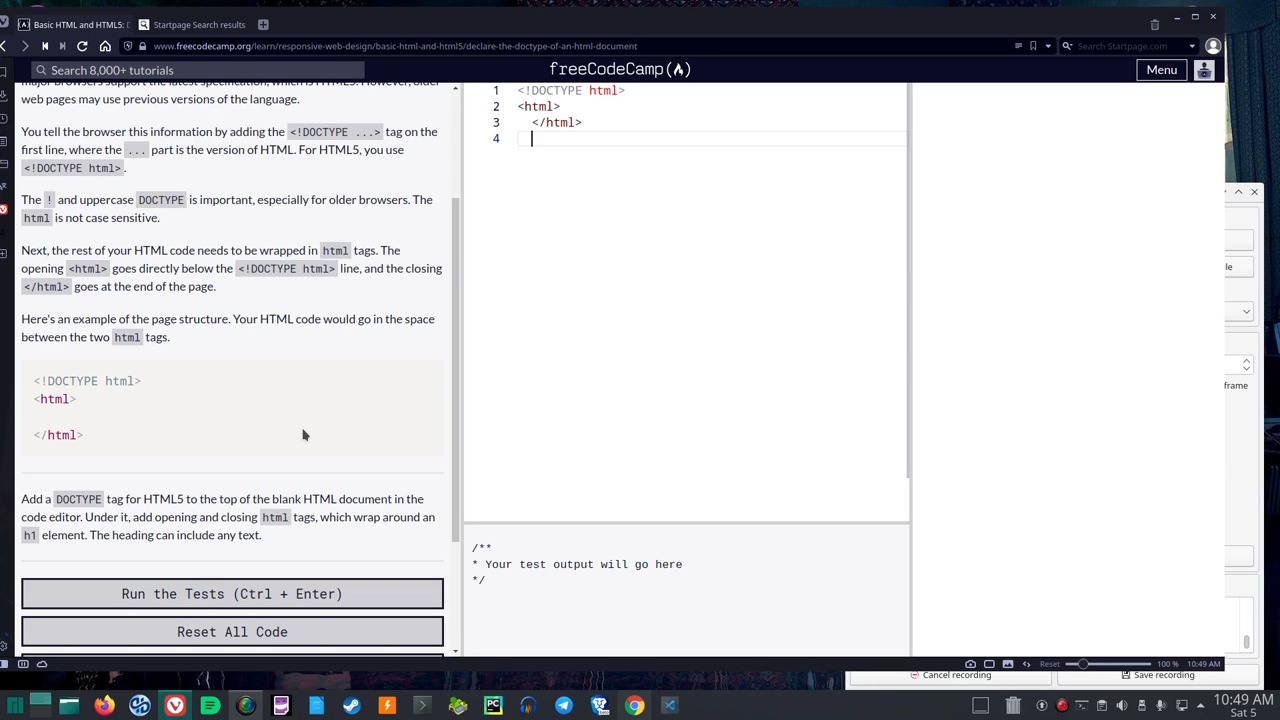 Basic HTML and HTML5:
Startpage Search results
www.freecodecamp.org/learn/responsive-web-design/basic-html-and-html5/declare-the-doctype-of-an-html-document
Search Startpage.com
Search 8,000+ tutorials
freeCodeCamp
Menu
web pages may use previous versions of the language.
You tell the browser this information by adding the <!DOCTYPE ...> tag on the
first line, where the ... part is the version of HTML. For HTML5, you use
<!DOCTYPE html>.
The ! and uppercase DOCTYPE is important, especially for older browsers. The
html is not case sensitive.
Next, the rest of your HTML code needs to be wrapped in html tags. The
opening <html> goes directly below the <!DOCTYPE html> line, and the closing
</html> goes at the end of the page.
Here's an example of the page structure. Your HTML code would go in the space
between the two html tags.
<!DOCTYPE html>
<html>
</html>
Add a DOCTYPE tag for HTML5 to the top of the blank HTML document in the
code editor. Under it, add opening and closing html tags, which wrap around an
h1 element. The heading can include any text.
Run the Tests (Ctrl + Enter)
Reset All Code
1 <!DOCTYPE html>
2 <html>
3 </html>
4
/**
* Your test output will go here
*/
frame
Reset
100 %
10:49 AM
Cancel recording
Save recording
10:49 AM
Sat 5